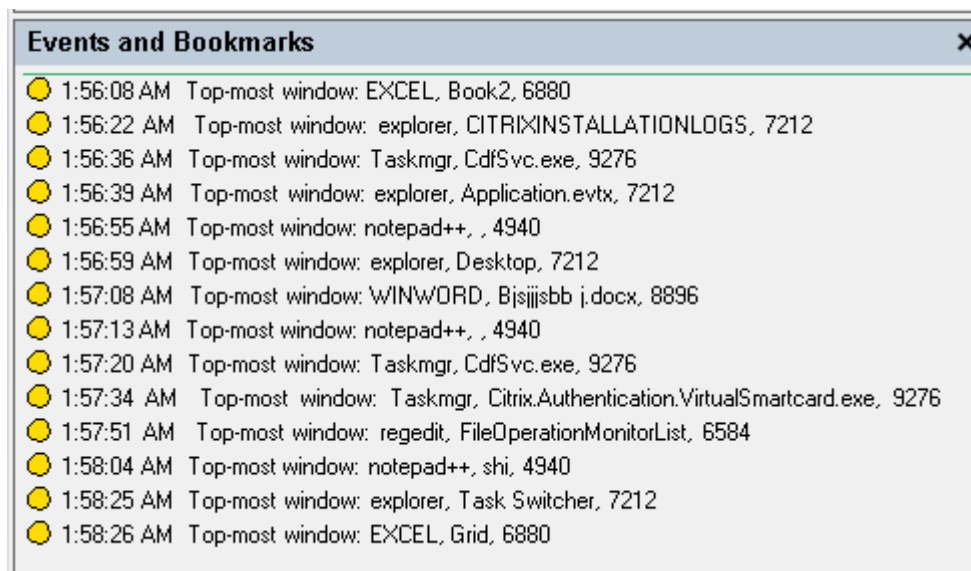 Events and Bookmarks
1:56:08 AM Top-most window: EXCEL, Book2, 6880
1:56:22 AM Top-most window: explorer, CITRIXINSTALLATIONLOGS, 7212
1:56:36 AM Top-most window: Taskmgr, CdfSvc.exe, 9276
1:56:39 AM Top-most window: explorer, Application.evtx, 7212
1:56:55 AM Top-most window: notepad++, , 4940
1:56:59 AM Top-most window: explorer, Desktop, 7212
1:57:08 AM Top-most window: WINWORD, Bjsjjjsbb j.docx, 8896
1:57:13 AM Top-most window: notepad++, , 4940
1:57:20 AM Top-most window: Taskmgr, CdfSvc.exe, 9276
1:57:34 AM Top-most window: Taskmgr, Citrix.Authentication.VirtualSmartcard.exe, 9276
1:57:51 AM Top-most window: regedit, FileOperationMonitorList, 6584
1:58:04 AM Top-most window: notepad++, shi, 4940
1:58:25 AM Top-most window: explorer, Task Switcher, 7212
1:58:26 AM Top-most window: EXCEL, Grid, 6880